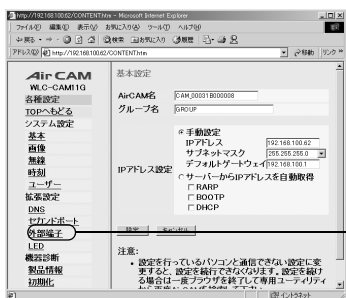 http://192.168.100.62/CONTENT.htm - Microsoft Internet Explorer
ファイル(F) 編集(E) 表示(V) お気に入り(A) ツール(T) ヘルプ(H)
戻る 検索 お気に入り 履歴
アドレス(D) http://192.168.100.62/CONTENT.htm 移動 リンク
Air CAM
WLC-CAM11G
各種設定
TOPへもどる
システム設定
基本
画像
無線
時刻
ユーザー
拡張設定
DNS
セカンドポート
外部端子
LED
機器診断
製品情報
初期化
基本設定
AirCAM名 CAM_00031B000008
グループ名 GROUP
IPアドレス設定
手動設定
IPアドレス 192.168.100.62
サブネットマスク 255.255.255.0
デフォルトゲートウェイ 192.168.100.1
サーバーからIPアドレスを自動取得
RARP
BOOTP
DHCP
設定 キャンセル
注意:
・ 設定を行っているパソコンと通信できない設定に変
更すると、設定を続行できなくなります。設定を続け
る場合は一度ブラウザを終了して専用ユーティリティ
インターネット